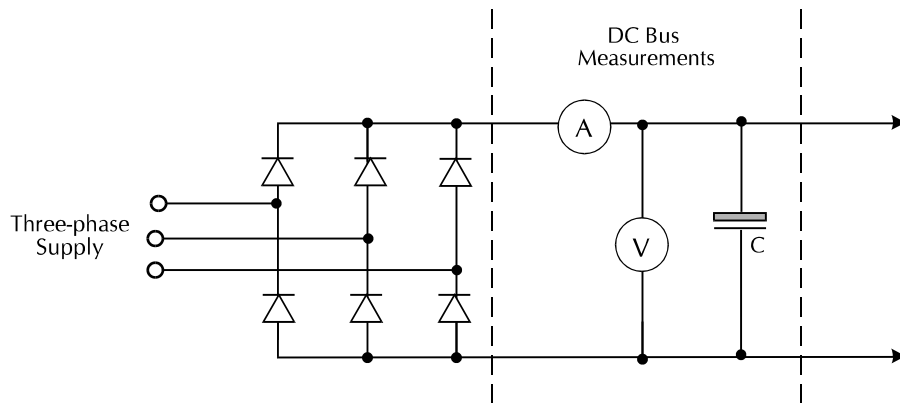 DC Bus
Measurements
A
Three-phase
Supply
V
C